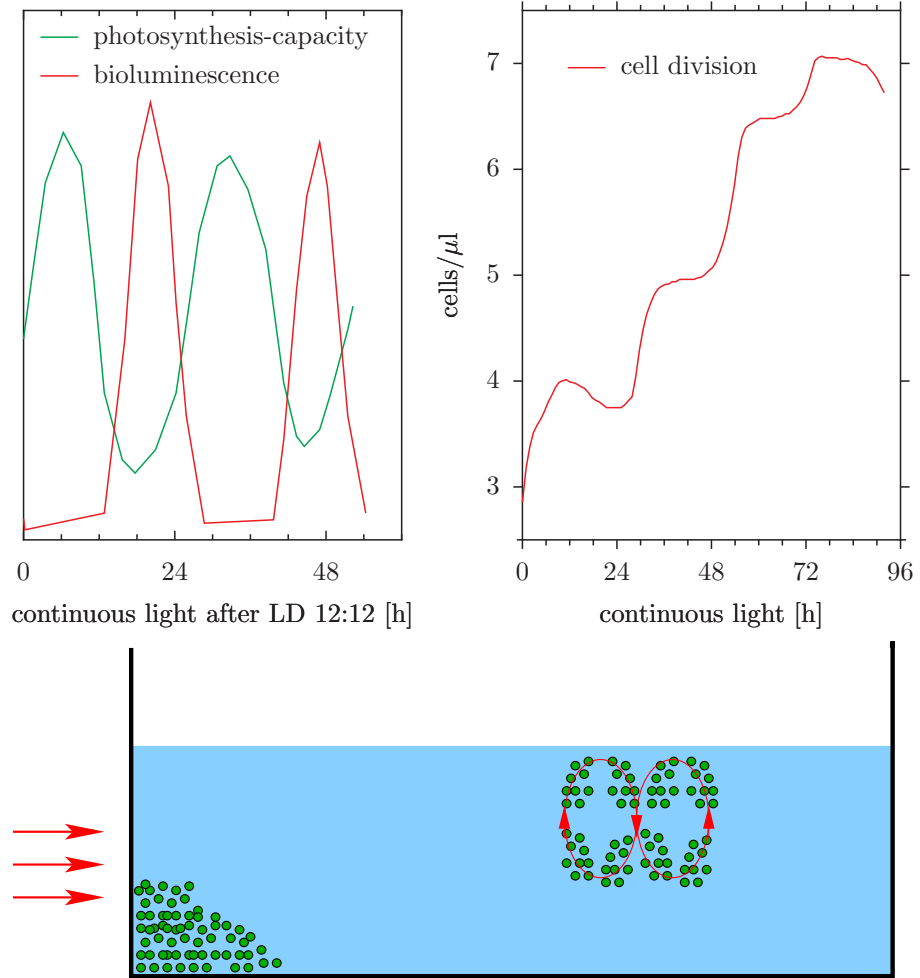 photosynthesis-capacity
bioluminescence
0 24 48
continuous light after LD 12:12 [h]
cell division
cells/μl
7
6
5
4
3
0 24 48 72 96
continuous light [h]